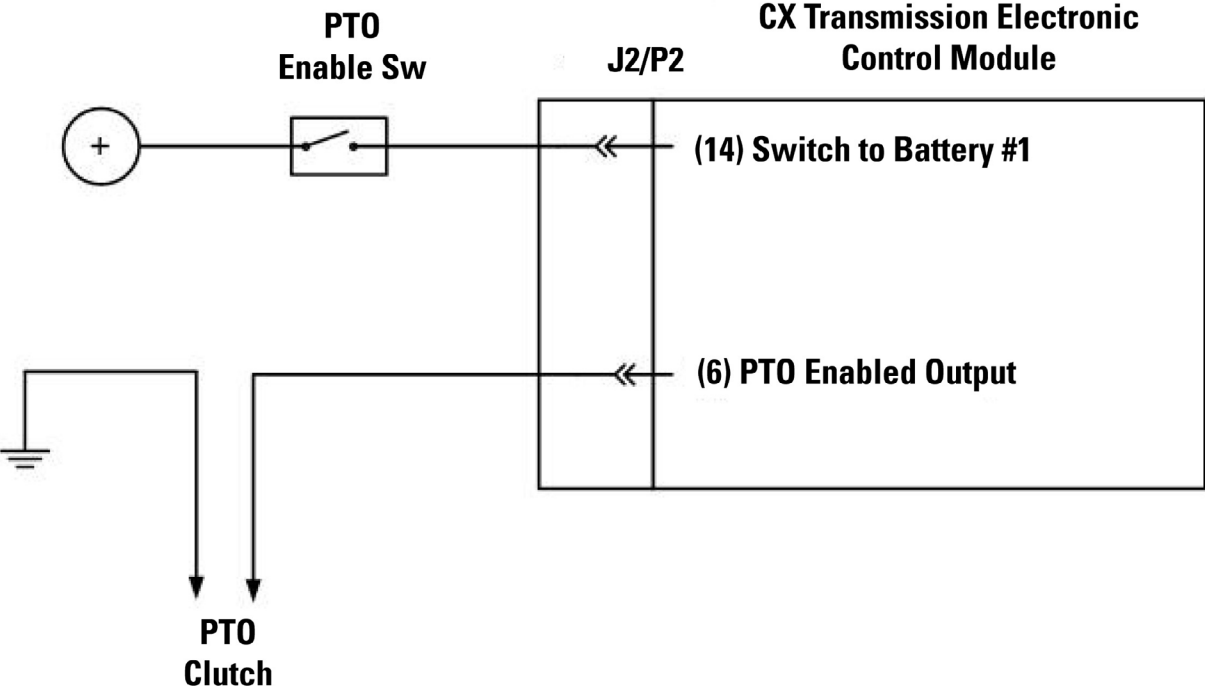 PTO
Enable Sw
J2/P2
CX Transmission Electronic
Control Module
+
(14) Switch to Battery #1
(6) PTO Enabled Output
PTO
Clutch